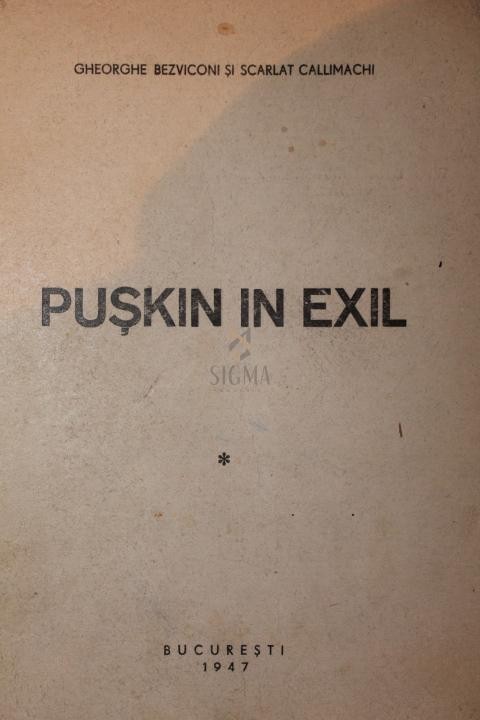 GHEORGHE BEZVICONI ȘI SCARLAT CALLIMACHI
PUȘKIN IN EXIL
SIGMA
*
BUCUREȘTI
1947